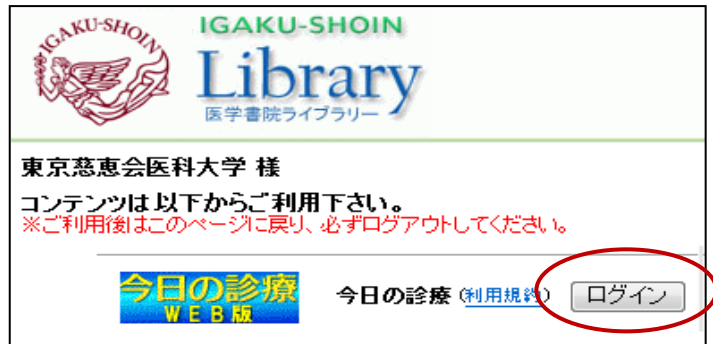 IGAKU-SHOIN
IGAKU-SHOIN
Library
医学書院ライブラリー
東京慈恵会医科大学 様
コンテンツは以下からご利用下さい。
※ご利用後はこのページに戻り、必ずログアウトしてください。
今日の診療
WEB版
今日の診療 (利用規約) ログイン